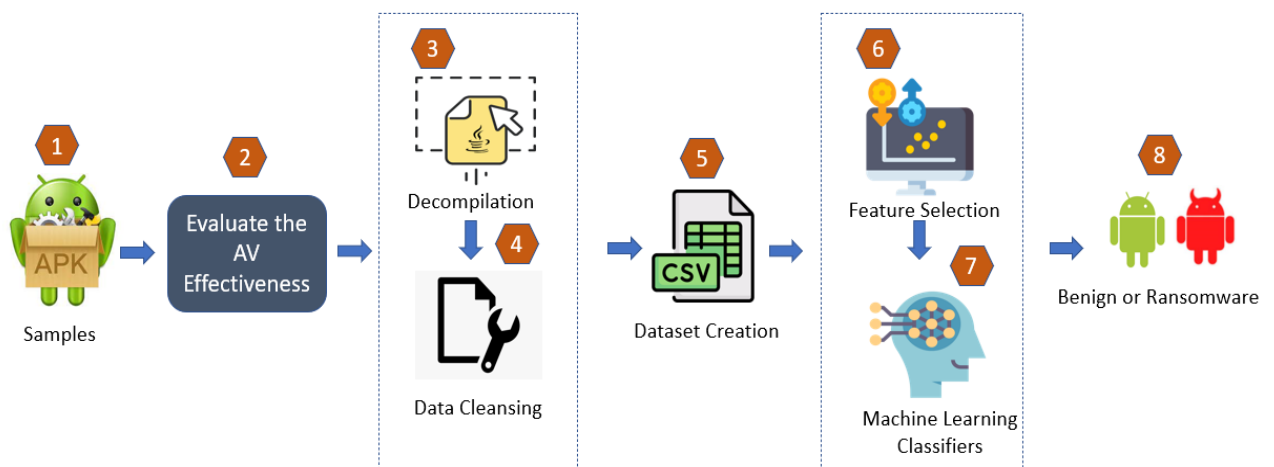 1
APK
Samples
2
Evaluate the
AV
Effectiveness
3
Decompilation
4
Data Cleansing
5
CSV
Dataset Creation
6
Feature Selection
7
Machine Learning
Classifiers
8
Benign or Ransomware